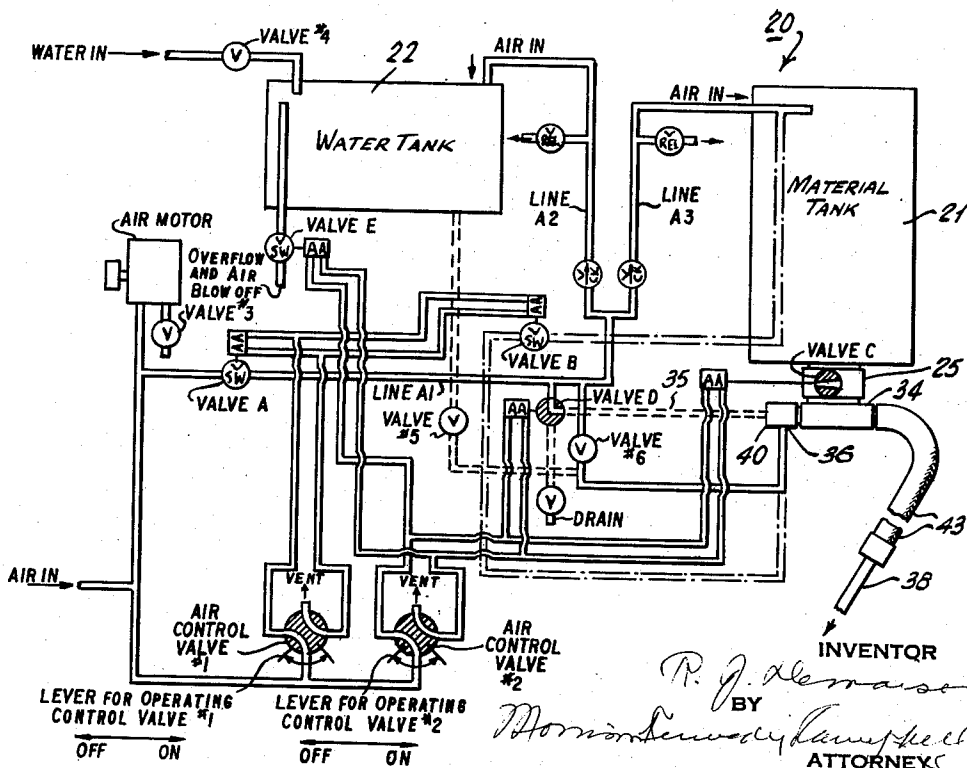 20
WATER IN
VALVE #4
22
AIR IN
AIR IN
WATER TANK
V REL
V REL
MATERIAL TANK
21
LINE A2
LINE A3
AIR MOTOR
VALVE E
SW
AA
OVERFLOW AND AIR BLOW OFF
V CK
V CK
VALVE #3
V
AA
AA
SW
VALVE B
SW
VALVE A
LINE A1
VALVE C
25
34
AA
VALVE D
35
AA
VALVE #5
V
V
VALVE #6
40
36
V
DRAIN
43
38
AIR IN
VENT
VENT
AIR CONTROL VALVE #1
AIR CONTROL VALVE #2
LEVER FOR OPERATING CONTROL VALVE #1
LEVER FOR OPERATING CONTROL VALVE #2
OFF ON
OFF ON
INVENTOR
R. J.
BY
ATTORNEYS